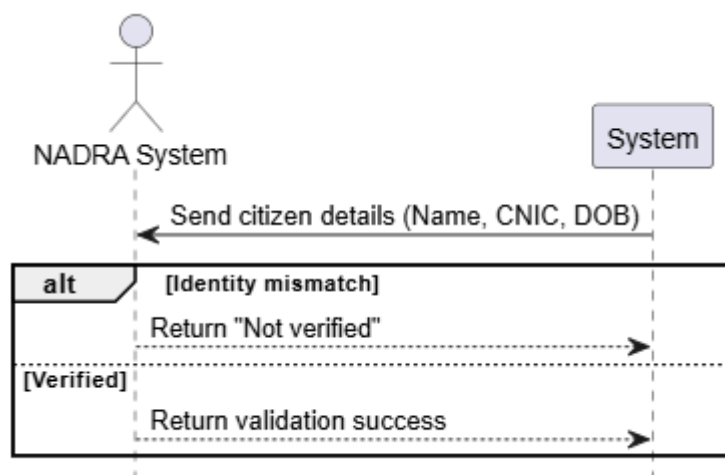 NADRA System
System
Send citizen details (Name, CNIC, DOB)
alt
[Identity mismatch]
Return "Not verified"
[Verified]
Return validation success